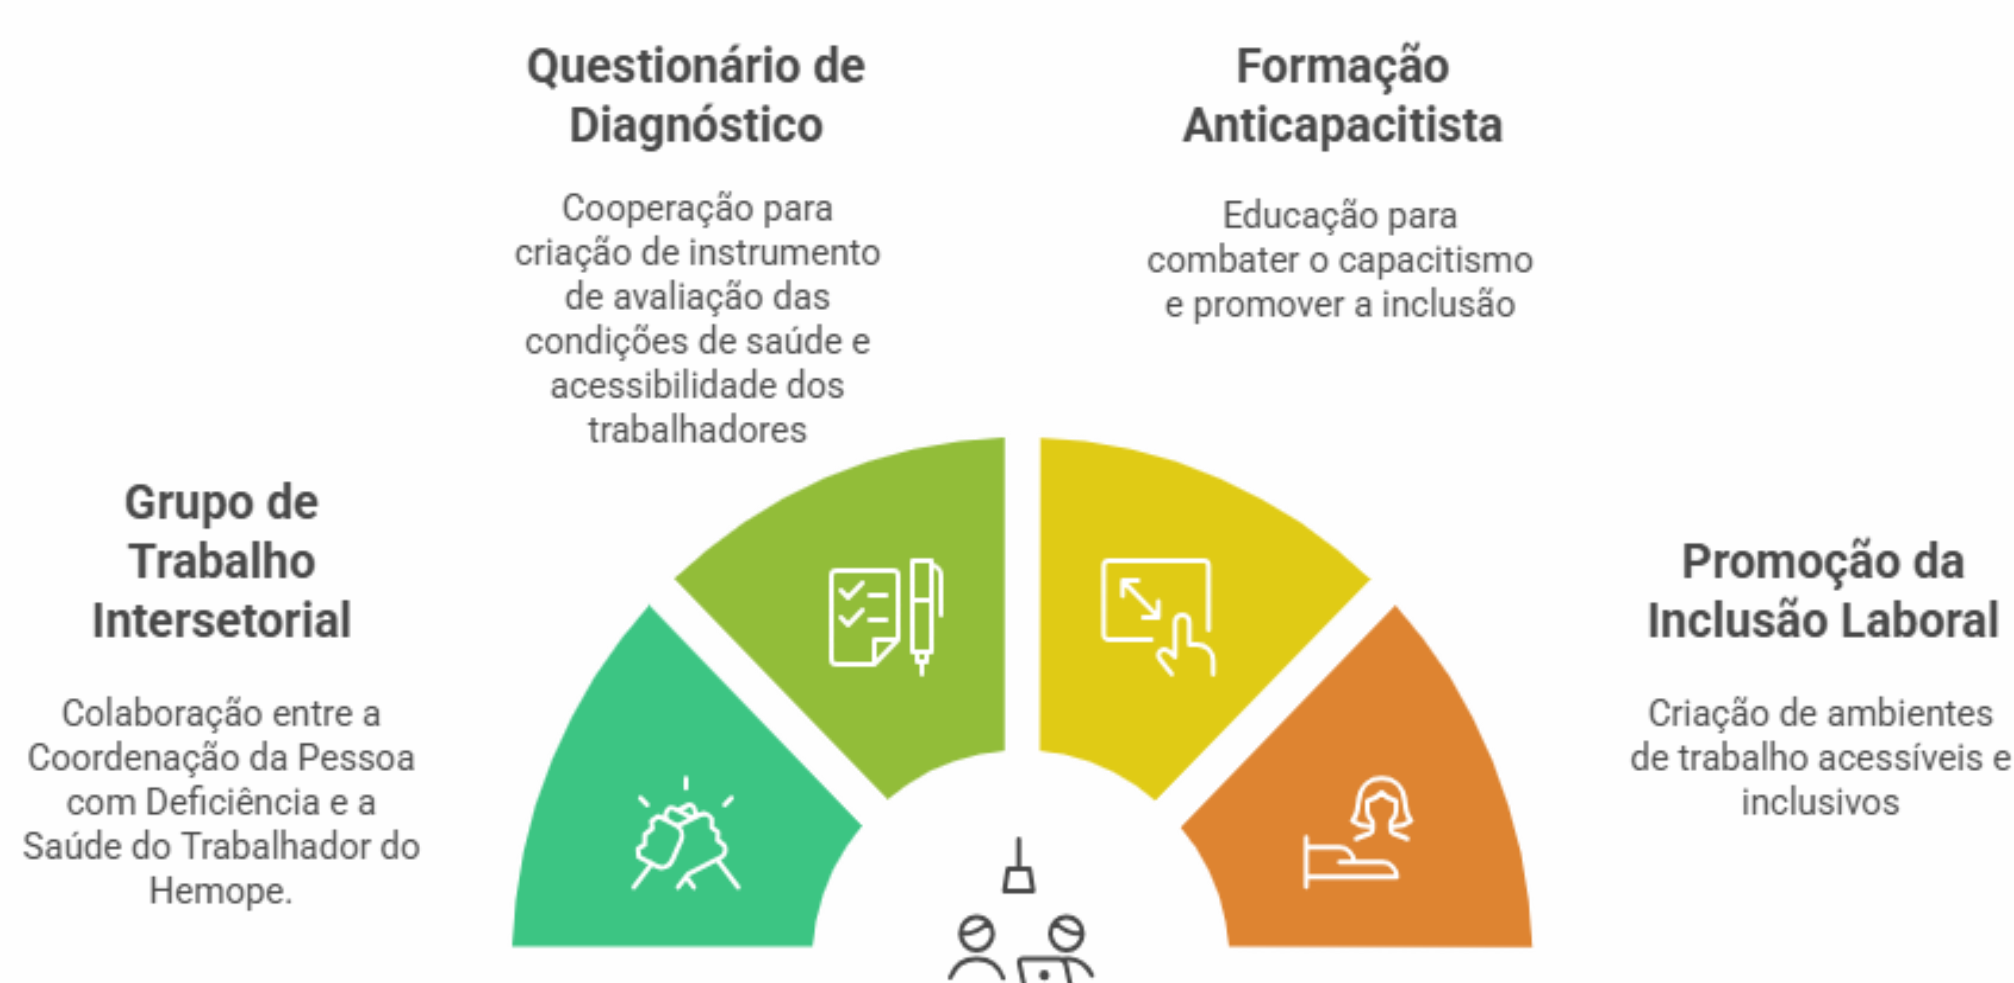 Questionário de
Diagnóstico
Cooperação para
criação de instrumento
de avaliação das
condições de saúde e
acessibilidade dos
trabalhadores
Formação
Anticapacitista
Educação para
combater o capacitismo
e promover a inclusão
Grupo de
Trabalho
Intersetorial
Colaboração entre a
Coordenação da Pessoa
com Deficiência e a
Saúde do Trabalhador do
Hemope.
Promoção da
Inclusão Laboral
Criação de ambientes
de trabalho acessíveis e
inclusivos